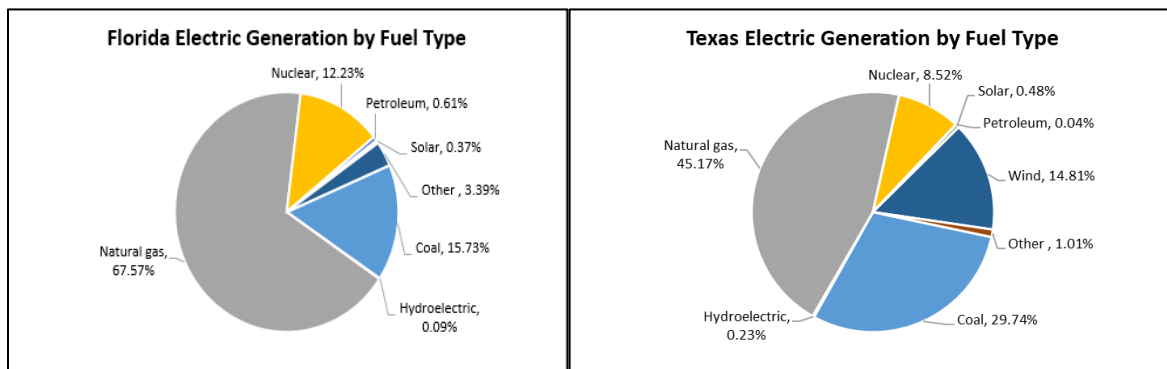 Florida Electric Generation by Fuel Type
Nuclear, 12.23%
Petroleum, 0.61%
Solar, 0.37%
Other , 3.39%
Coal, 15.73%
Hydroelectric,
0.09%
Natural gas,
67.57%
Texas Electric Generation by Fuel Type
Nuclear, 8.52%
Solar, 0.48%
Petroleum, 0.04%
Wind, 14.81%
Other , 1.01%
Coal, 29.74%
Hydroelectric,
0.23%
Natural gas,
45.17%